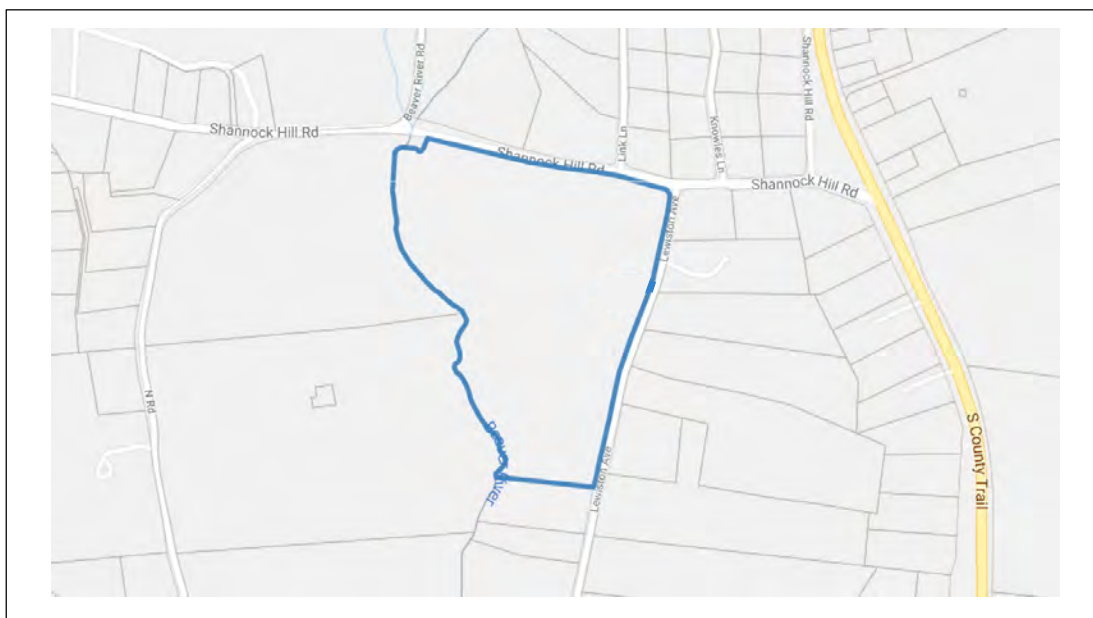 Beaver River Rd
Shannock Hill Rd
Shannock Hill Rd
Shannock Hill Rd
Link Ln
Knowles Ln
Shannock Hill Rd
Lewiston Ave
N Rd
River
Lewiston Ave
S County Trail